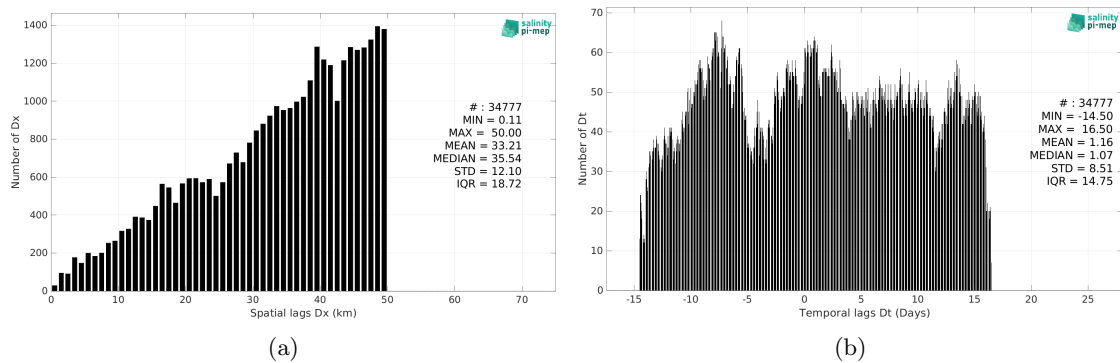 1400
1200
1000
800
600
400
200
0
Number of Dx
0 10 20 30 40 50 60 70
Spatial lags Dx (km)
salinity
pi-mep
# : 34777
MIN = 0.11
MAX = 50.00
MEAN = 33.21
MEDIAN = 35.54
STD = 12.10
IQR = 18.72
(a)
70
60
50
40
30
20
10
0
Number of Dt
-15 -10 -5 0 5 10 15 20 25
Temporal lags Dt (Days)
salinity
pi-mep
# : 34777
MIN = -14.50
MAX = 16.50
MEAN = 1.16
MEDIAN = 1.07
STD = 8.51
IQR = 14.75
(b)